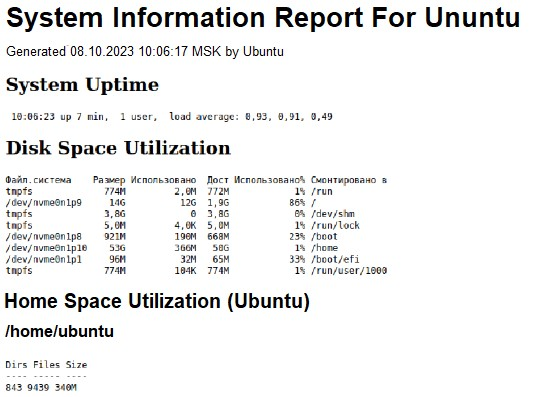 System Information Report For Ununtu
Generated 08.10.2023 10:06:17 MSK by Ubuntu
System Uptime
10:06:23 up 7 min, 1 user, load average: 0,93, 0,91, 0,49
Disk Space Utilization
Файл.система Размер Использовано Дост Использовано% Cмонтировано в
tmpfs 774M 2,0M 772M 1% /run
/dev/nvme0n1p9 14G 12G 1,9G 86% /
tmpfs 3,8G 0 3,8G 0% /dev/shm
tmpfs 5,0M 4,0K 5,0M 1% /run/lock
/dev/nvme0n1p8 921M 190M 668M 23% /boot
/dev/nvme0n1p10 53G 366M 50G 1% /home
/dev/nvme0n1p1 96M 32M 65M 33% /boot/efi
tmpfs 774M 104K 774M 1% /run/user/1000
Home Space Utilization (Ubuntu)
/home/ubuntu
Dirs Files Size
---- ----- ----
843 9439 340M